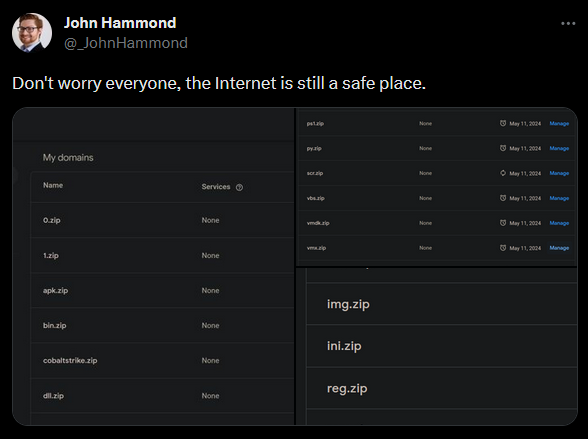 John Hammond
@_JohnHammond
Don't worry everyone, the Internet is still a safe place.
My domains
Name Services
0.zip None
1.zip None
apk.zip None
bin.zip None
cobaltstrike.zip None
dll.zip None
ps1.zip None May 11, 2024 Manage
py.zip None May 11, 2024 Manage
scr.zip None May 11, 2024 Manage
vbs.zip None May 11, 2024 Manage
vmdk.zip None May 11, 2024 Manage
vmx.zip None May 11, 2024 Manage
img.zip
ini.zip
reg.zip